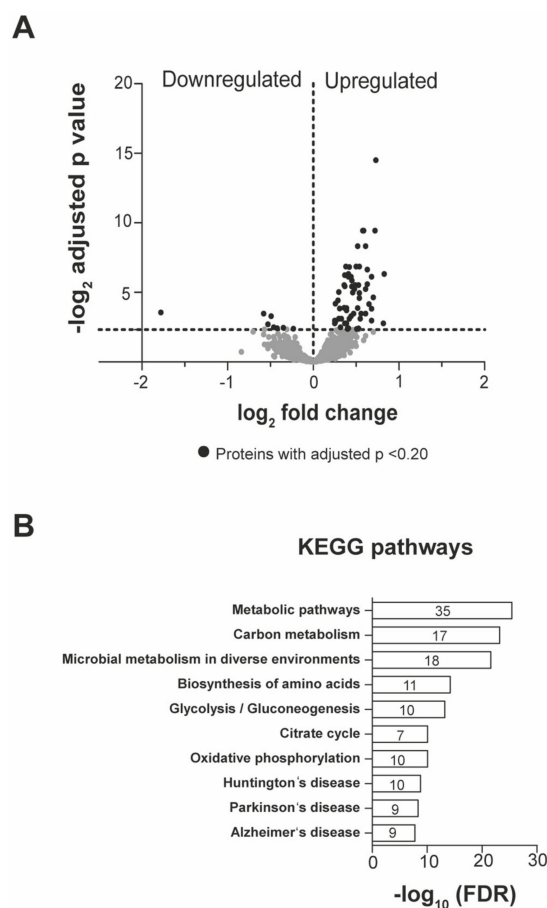 A
Downregulated Upregulated
20
15
10
5
-2 -1 0 1 2
-log2 adjusted p value
log2 fold change
Proteins with adjusted p <0.20
B
KEGG pathways
Metabolic pathways 35
Carbon metabolism 17
Microbial metabolism in diverse environments 18
Biosynthesis of amino acids 11
Glycolysis / Gluconeogenesis 10
Citrate cycle 7
Oxidative phosphorylation 10
Huntington´s disease 10
Parkinson´s disease 9
Alzheimer´s disease 9
0 10 20 30
-log10 (FDR)